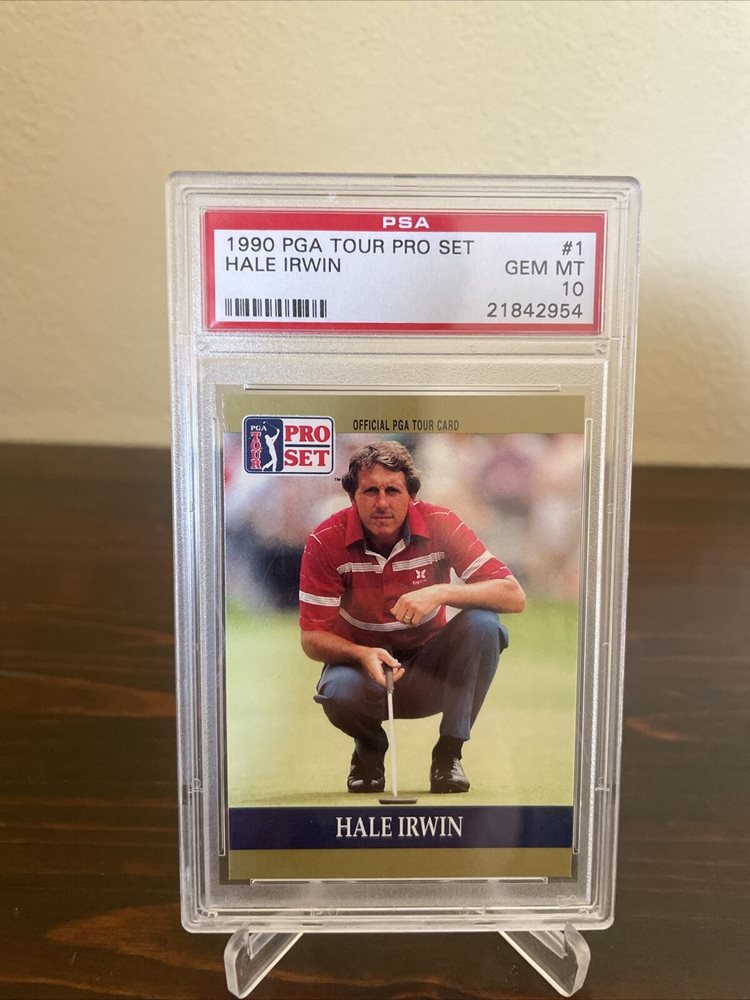 PSA
1990 PGA TOUR PRO SET #1
HALE IRWIN GEM MT
10
21842954
OFFICIAL PGA TOUR CARD
PGA
TOUR
PRO
SET
HALE IRWIN